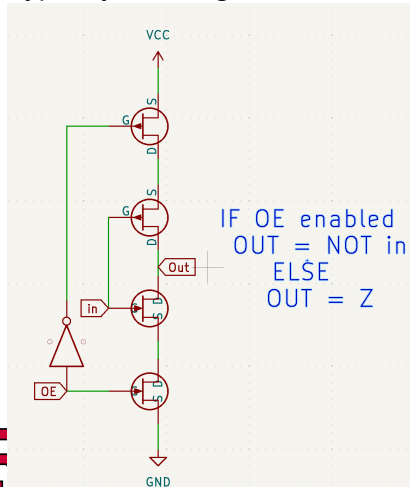 VCC
S
G
D
S
G
D
IF OE enabled
OUT = NOT in
ELSE
OUT = Z
Out
in
D
S
OE
D
S
GND